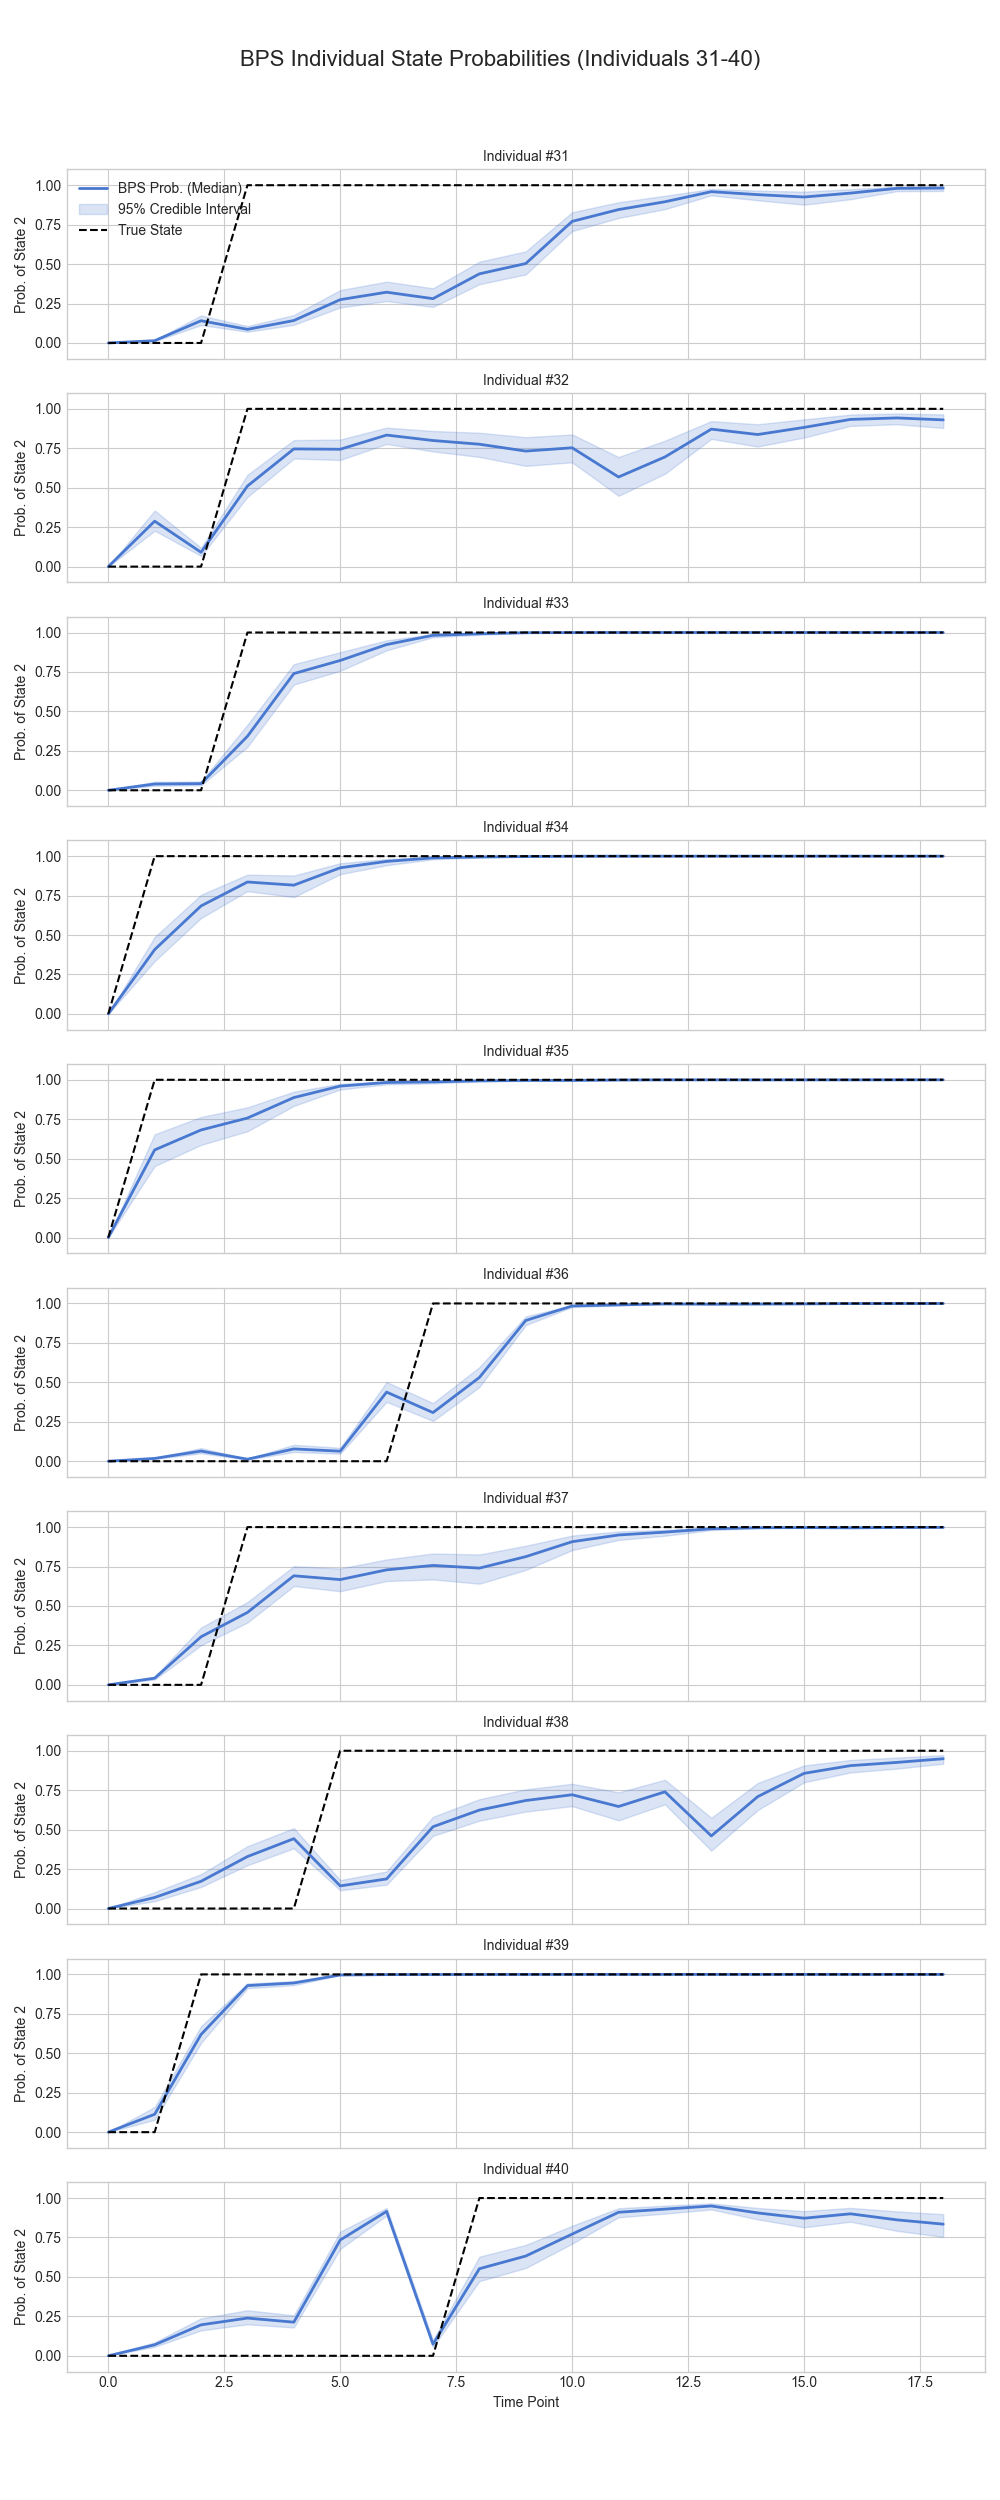 BPS Individual State Probabilities (Individuals 31-40)
Individual #31
BPS Prob. (Median)
95% Credible Interval
True State
Prob. of State 2
1.00
0.75
0.50
0.25
0.00
Individual #32
Prob. of State 2
1.00
0.75
0.50
0.25
0.00
Individual #33
Prob. of State 2
1.00
0.75
0.50
0.25
0.00
Individual #34
Prob. of State 2
1.00
0.75
0.50
0.25
0.00
Individual #35
Prob. of State 2
1.00
0.75
0.50
0.25
0.00
Individual #36
Prob. of State 2
1.00
0.75
0.50
0.25
0.00
Individual #37
Prob. of State 2
1.00
0.75
0.50
0.25
0.00
Individual #38
Prob. of State 2
1.00
0.75
0.50
0.25
0.00
Individual #39
Prob. of State 2
1.00
0.75
0.50
0.25
0.00
Individual #40
Prob. of State 2
1.00
0.75
0.50
0.25
0.00
0.0 2.5 5.0 7.5 10.0 12.5 15.0 17.5
Time Point